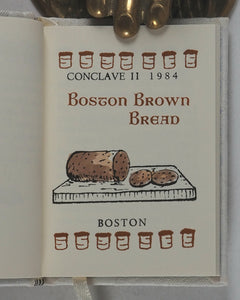 CONCLAVE II 1984
BOSTON BROWN
BREAD
BOSTON